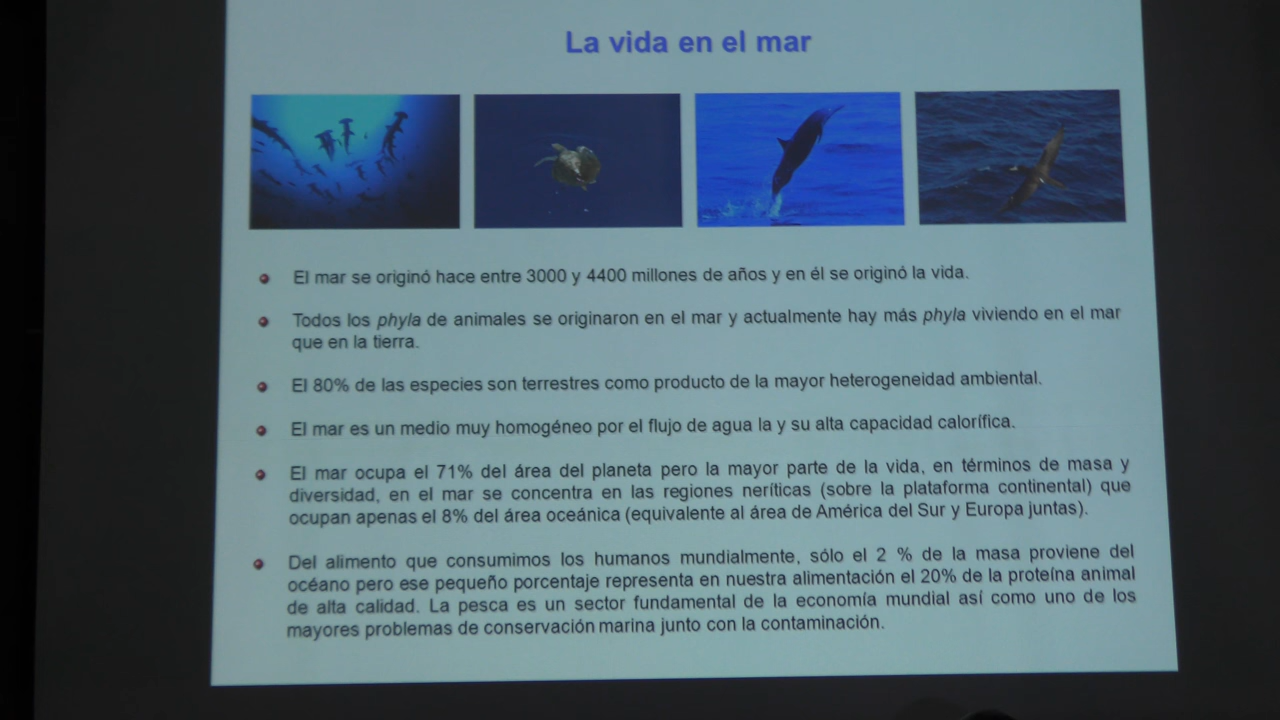 La vida en el mar
El mar se originó hace entre 3000 y 4400 millones de años y en él se originó la vida.
Todos los phyla de animales se originaron en el mar y actualmente hay más phyla viviendo en el mar
que en la tierra.
El 80% de las especies son terrestres como producto de la mayor heterogeneidad ambiental.
El mar es un medio muy homogéneo por el flujo de agua la y su alta capacidad calorífica.
El mar ocupa el 71% del área del planeta pero la mayor parte de la vida, en términos de masa y
diversidad, en el mar se concentra en las regiones neríticas (sobre la plataforma continental) que
ocupan apenas el 8% del área oceánica (equivalente al área de América del Sur y Europa juntas).
Del alimento que consumimos los humanos mundialmente, sólo el 2 % de la masa proviene del
océano pero ese pequeño porcentaje representa en nuestra alimentación el 20% de la proteína animal
de alta calidad. La pesca es un sector fundamental de la economía mundial así como uno de los
mayores problemas de conservación marina junto con la contaminación.